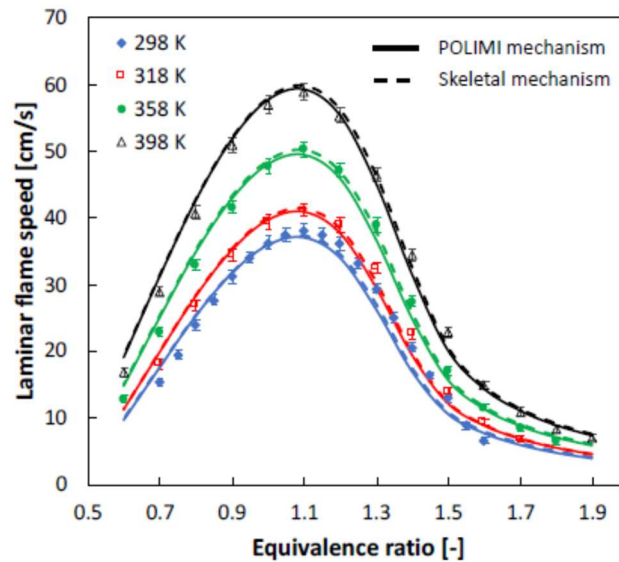 70
60
50
40
30
20
10
0
Laminar flame speed [cm/s]
298 K
318 K
358 K
398 K
POLIMI mechanism
Skeletal mechanism
0.5 0.7 0.9 1.1 1.3 1.5 1.7 1.9
Equivalence ratio [-]